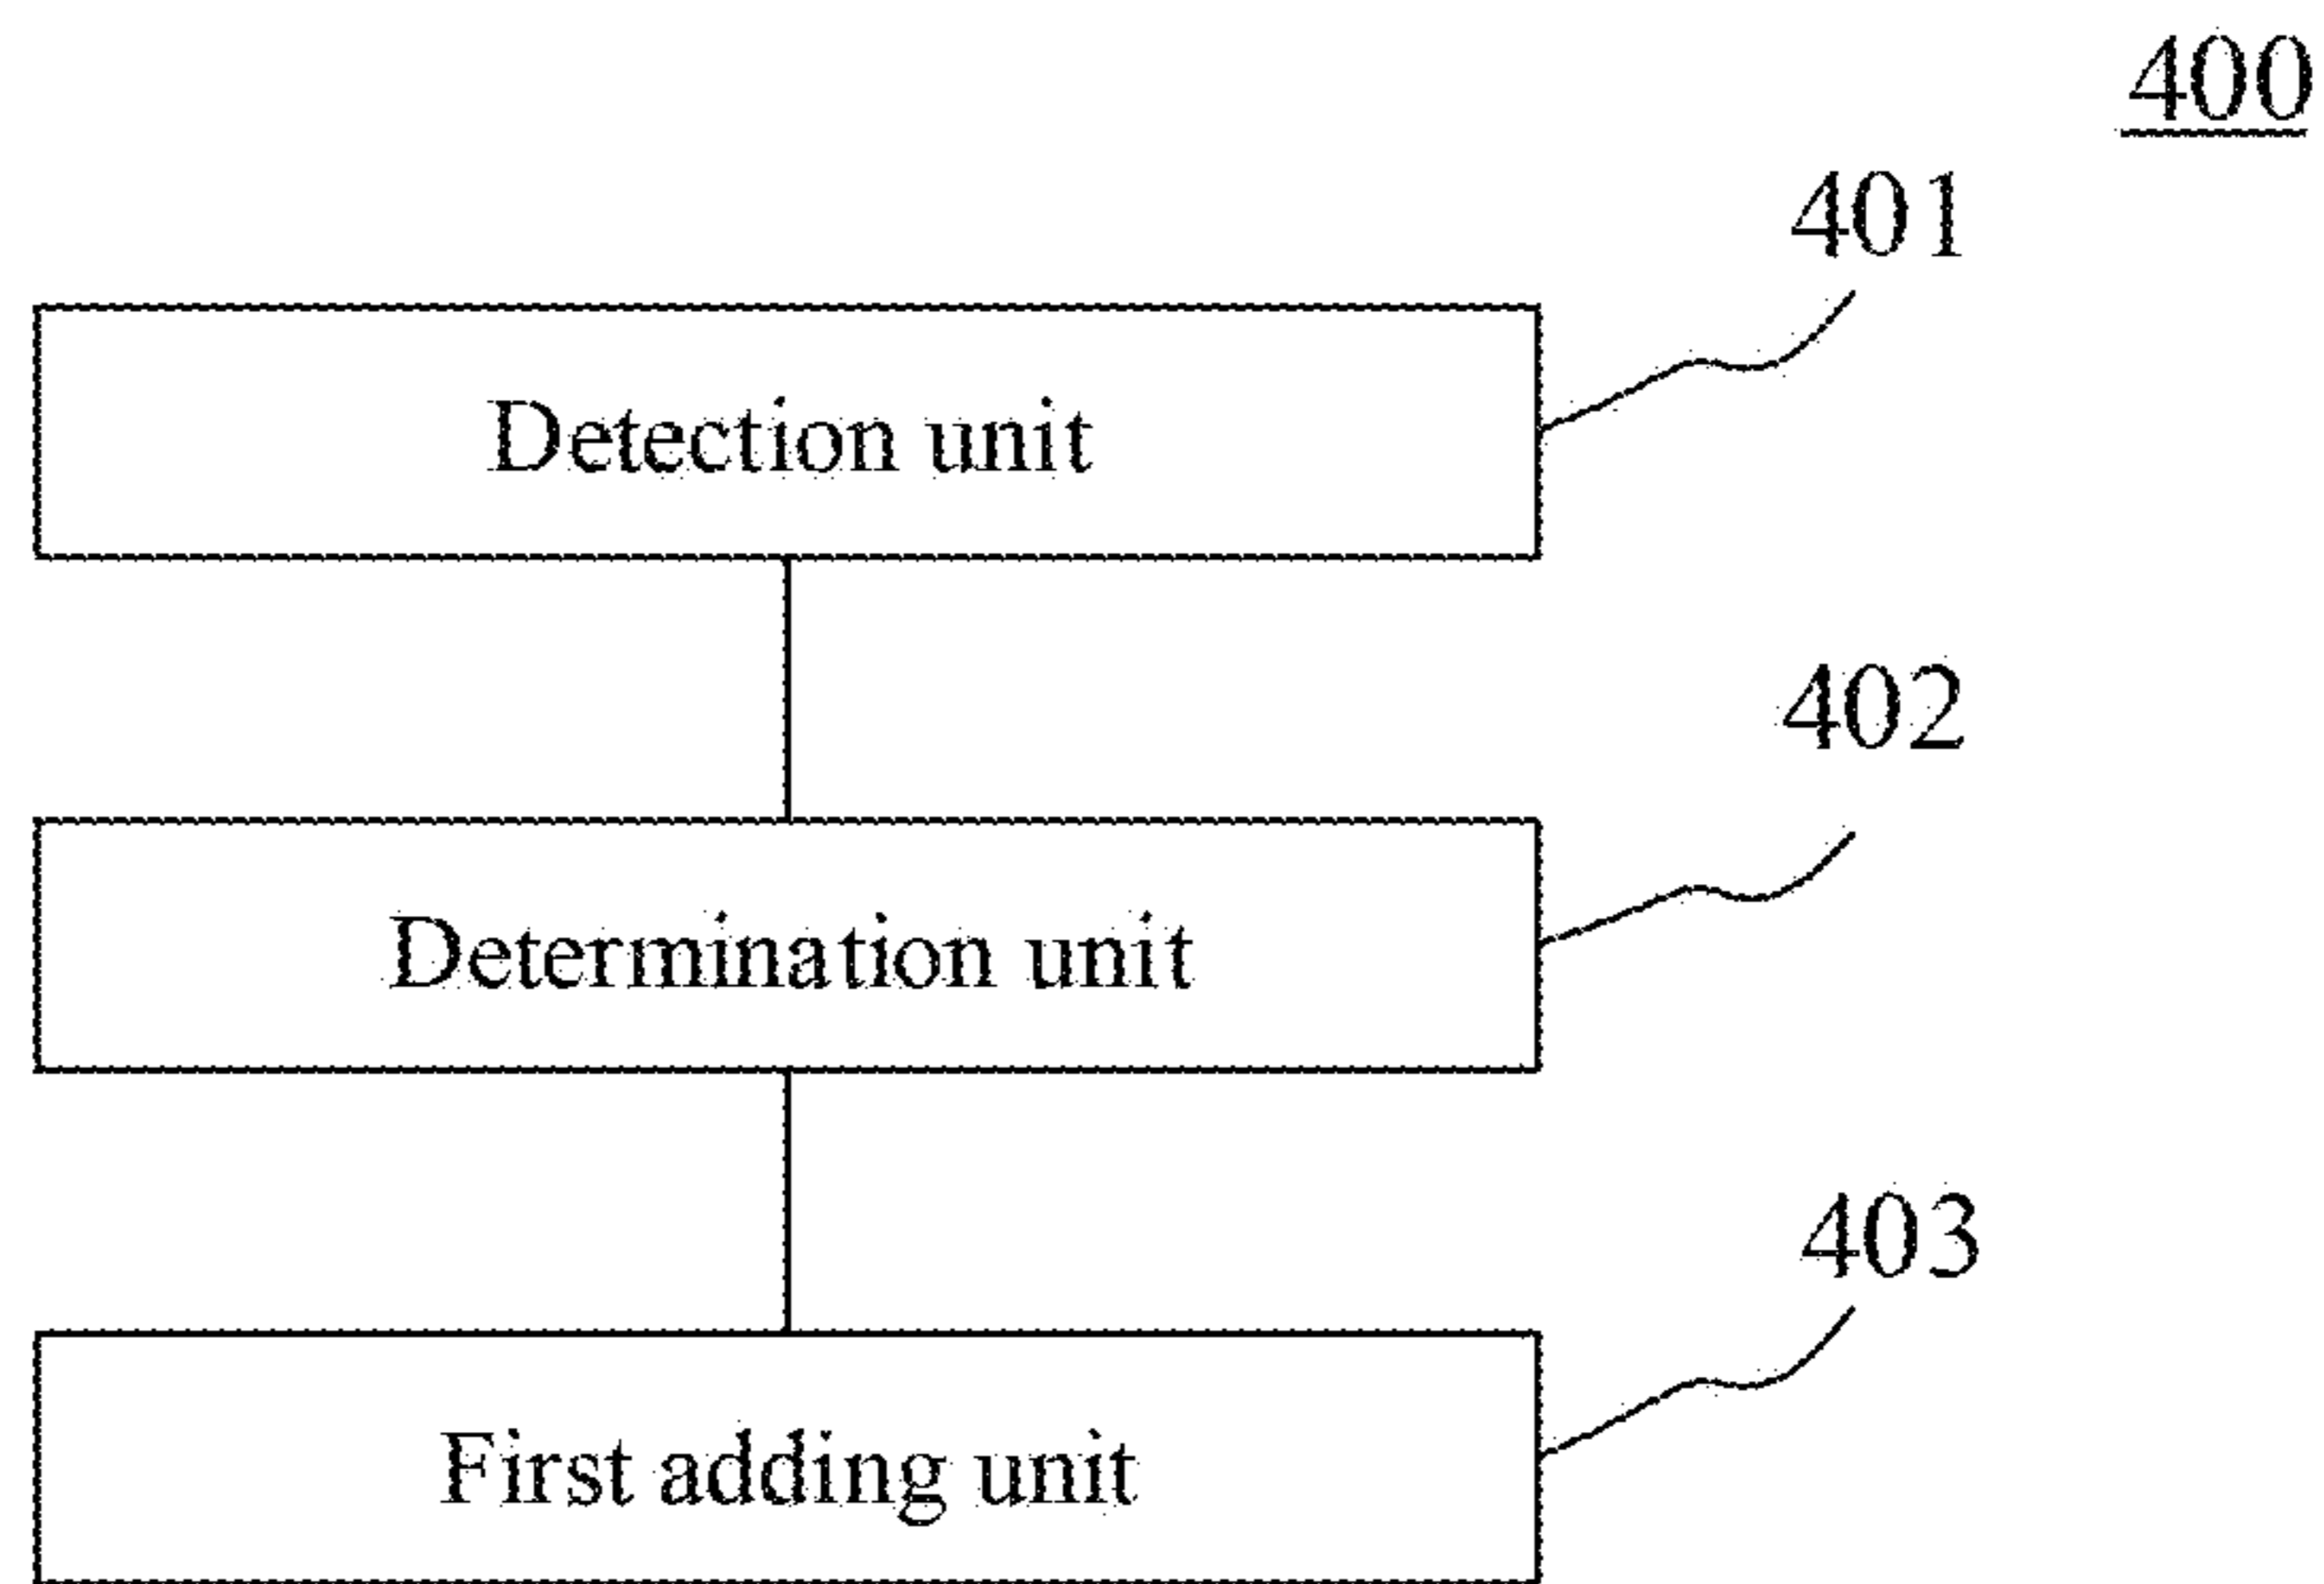 400
401
Detection unit
402
Determination unit
403
First adding unit